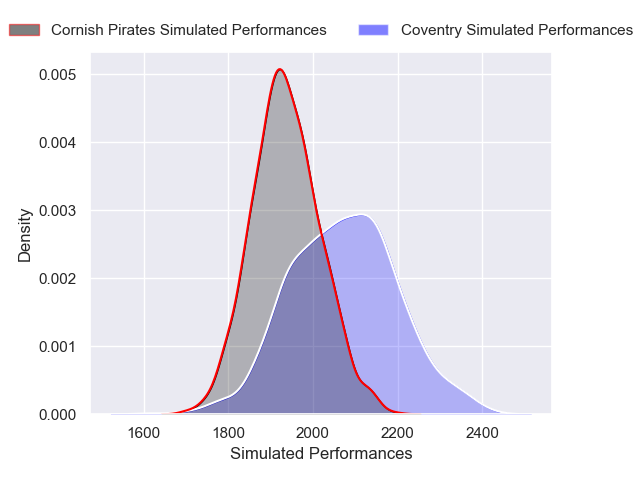 Cornish Pirates Simulated Performances
Coventry Simulated Performances
0.005
0.004
0.003
0.002
0.001
0.000
Density
1600
1800
2000
2200
2400
Simulated Performances